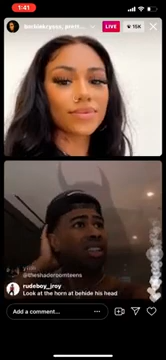 1:41
LIVE
15K
@theshaderoomteens
rudeboy_jroy
Look at the horn at behide his head
Add a comment...